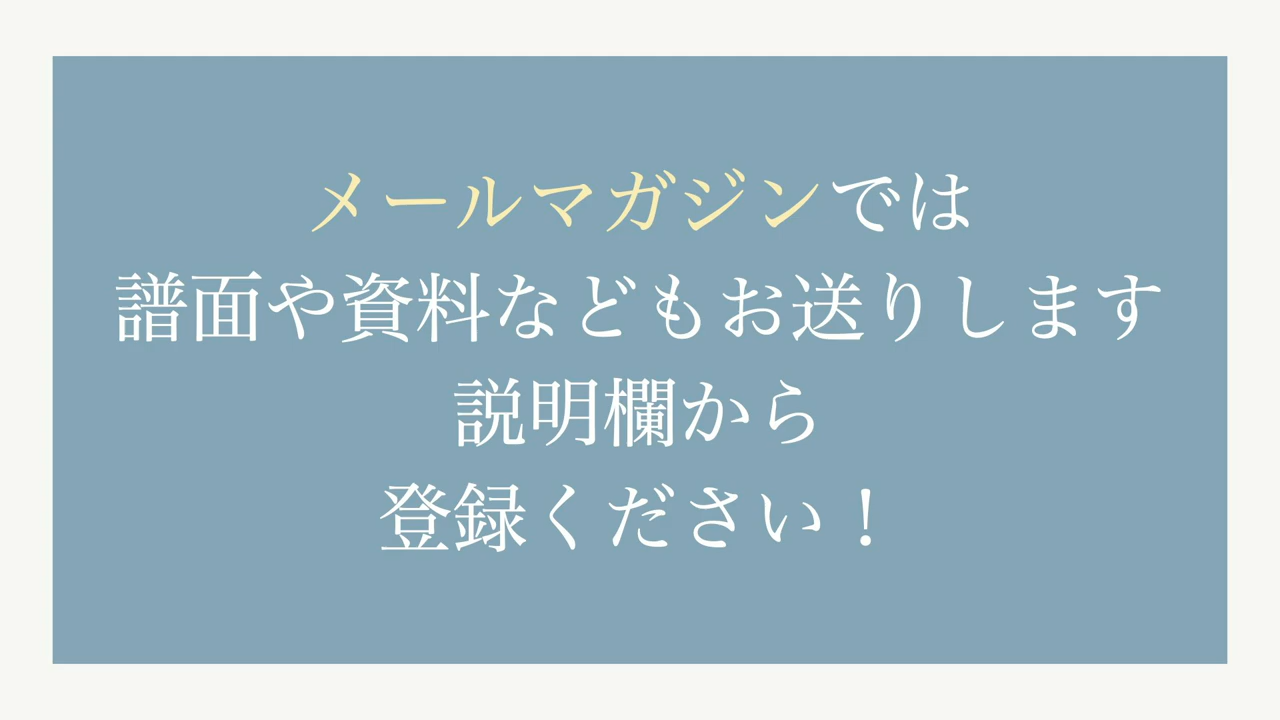 メールマガジンでは
譜面や資料などもお送りします
説明欄から
登録ください！